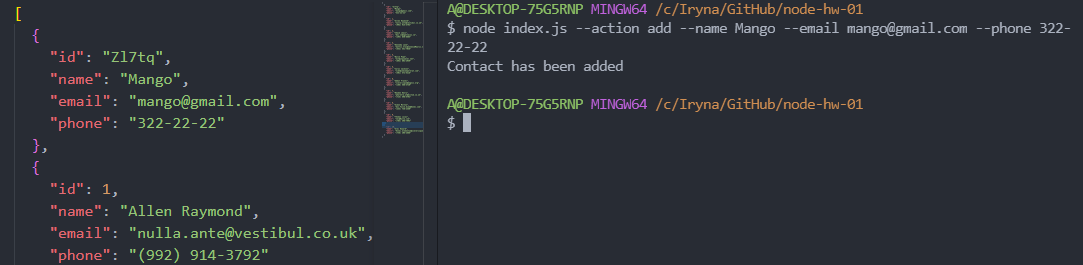 [
{
"id": "Zl7tq",
"name": "Mango",
"email": "mango@gmail.com",
"phone": "322-22-22"
},
{
"id": 1,
"name": "Allen Raymond",
"email": "nulla.ante@vestibul.co.uk",
"phone": "(992) 914-3792"
A@DESKTOP-75G5RNP MINGW64 /c/Iryna/GitHub/node-hw-01
$ node index.js --action add --name Mango --email mango@gmail.com --phone 322-
22-22
Contact has been added
A@DESKTOP-75G5RNP MINGW64 /c/Iryna/GitHub/node-hw-01
$